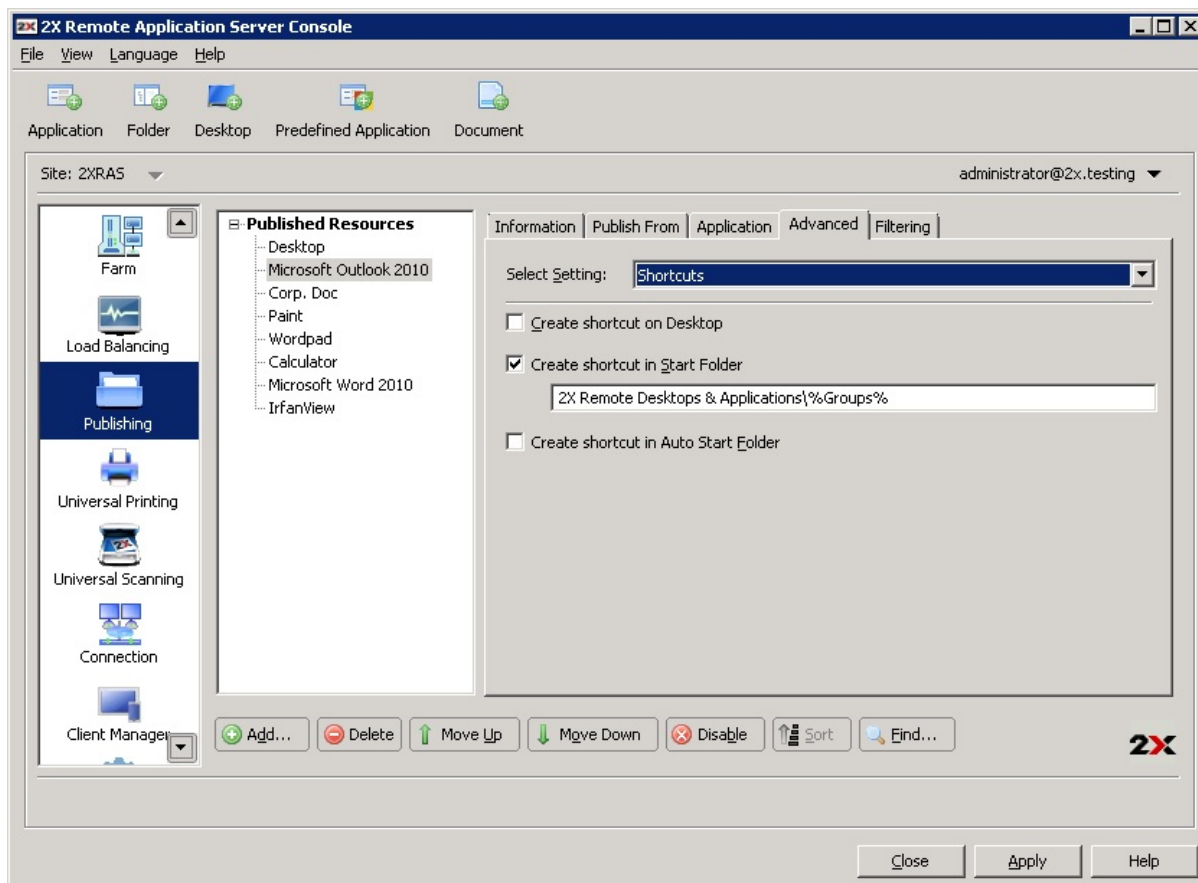 2X Remote Application Server Console
File View Language Help
Application Folder Desktop Predefined Application Document
Site: 2XRAS administrator@2x.testing
Farm
Load Balancing
Publishing
Universal Printing
Universal Scanning
Connection
Client Manager
Published Resources
Desktop
Microsoft Outlook 2010
Corp. Doc
Paint
Wordpad
Calculator
Microsoft Word 2010
IrfanView
Information Publish From Application Advanced Filtering
Select Setting: Shortcuts
Create shortcut on Desktop
Create shortcut in Start Folder
2X Remote Desktops & Applications\%Groups%
Create shortcut in Auto Start Folder
Add... Delete Move Up Move Down Disable Sort Find...
2X
Close Apply Help